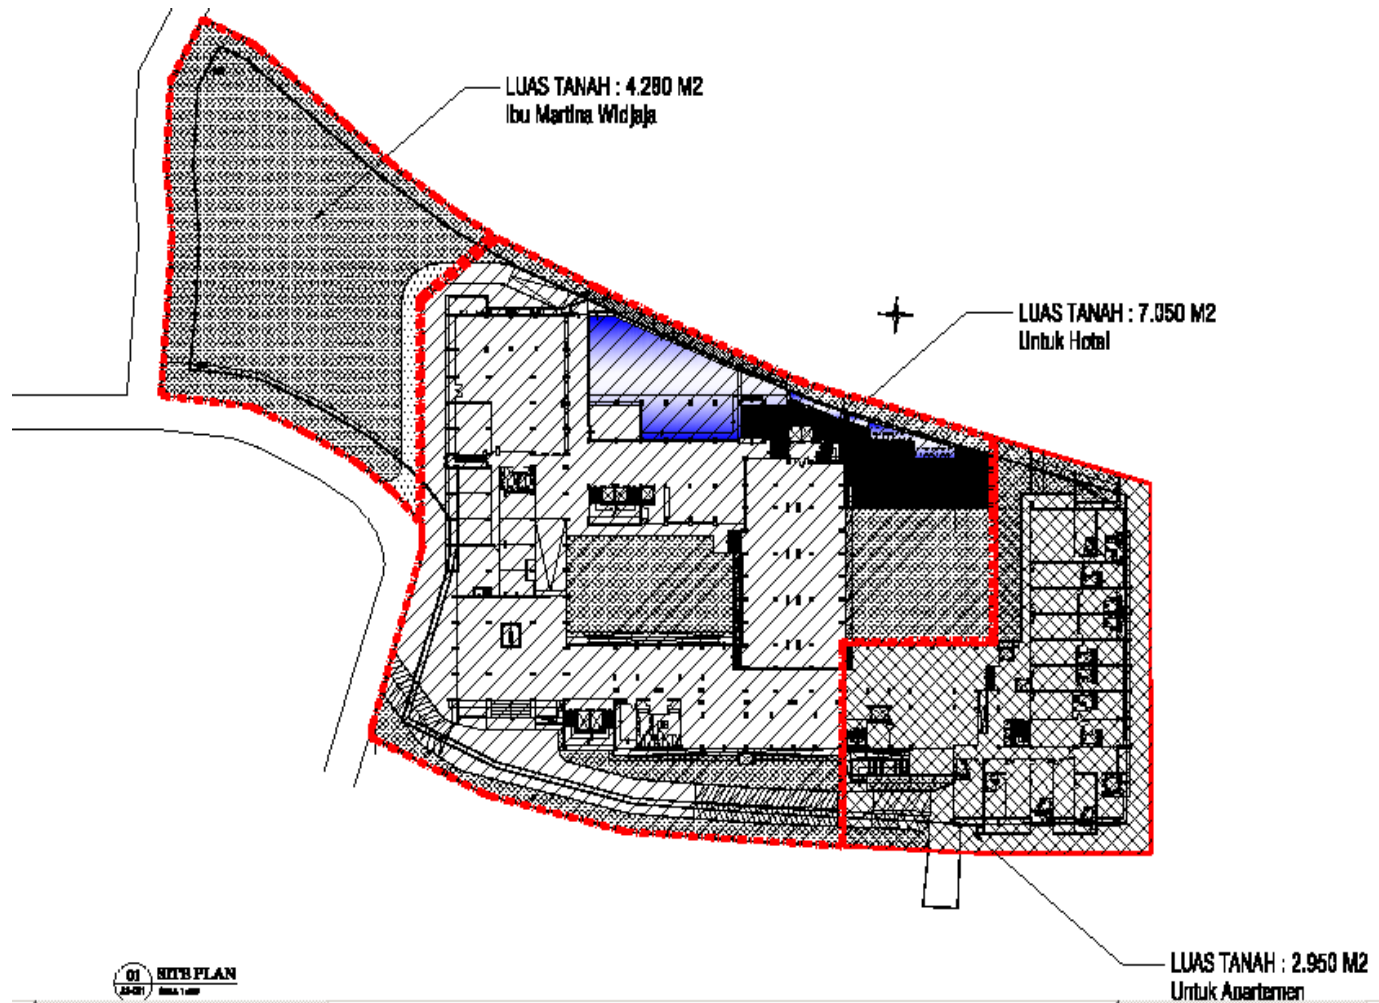 LUAS TANAH : 4.280 M2
Ibu Martina Widjaja
LUAS TANAH : 7.050 M2
Untuk Hotel
LUAS TANAH : 2.950 M2
Untuk Apartemen
01
SITE PLAN